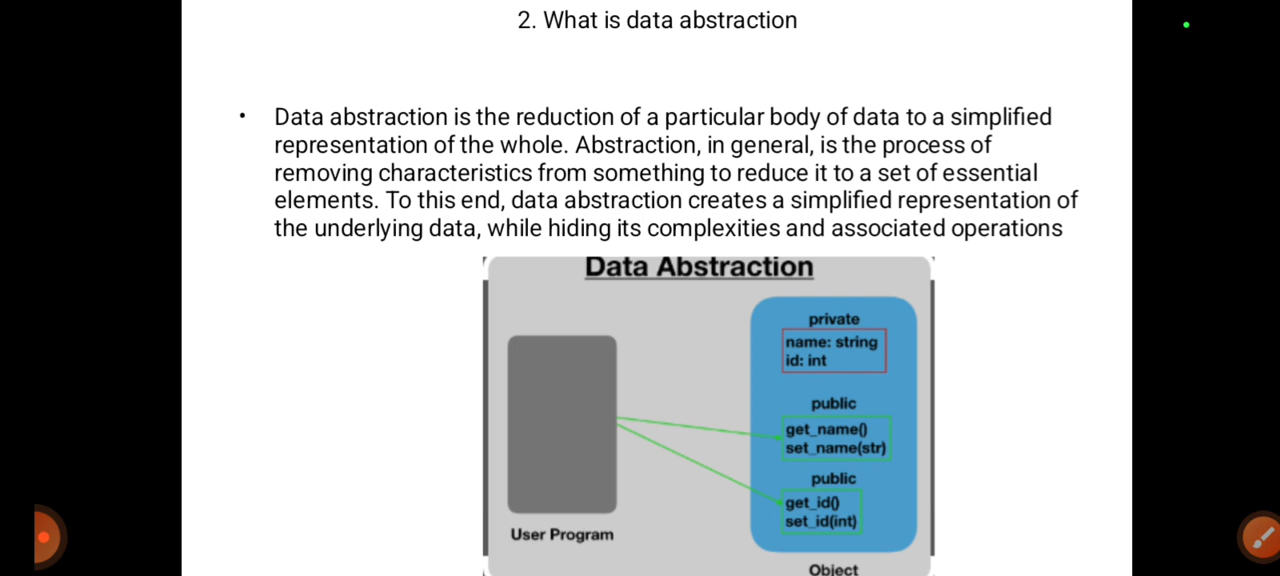 2. What is data abstraction
• Data abstraction is the reduction of a particular body of data to a simplified
representation of the whole. Abstraction, in general, is the process of
removing characteristics from something to reduce it to a set of essential
elements. To this end, data abstraction creates a simplified representation of
the underlying data, while hiding its complexities and associated operations
Data Abstraction
private
name: string
id: int
public
get_name()
set_name(str)
public
get_id()
set_id(int)
User Program
Object